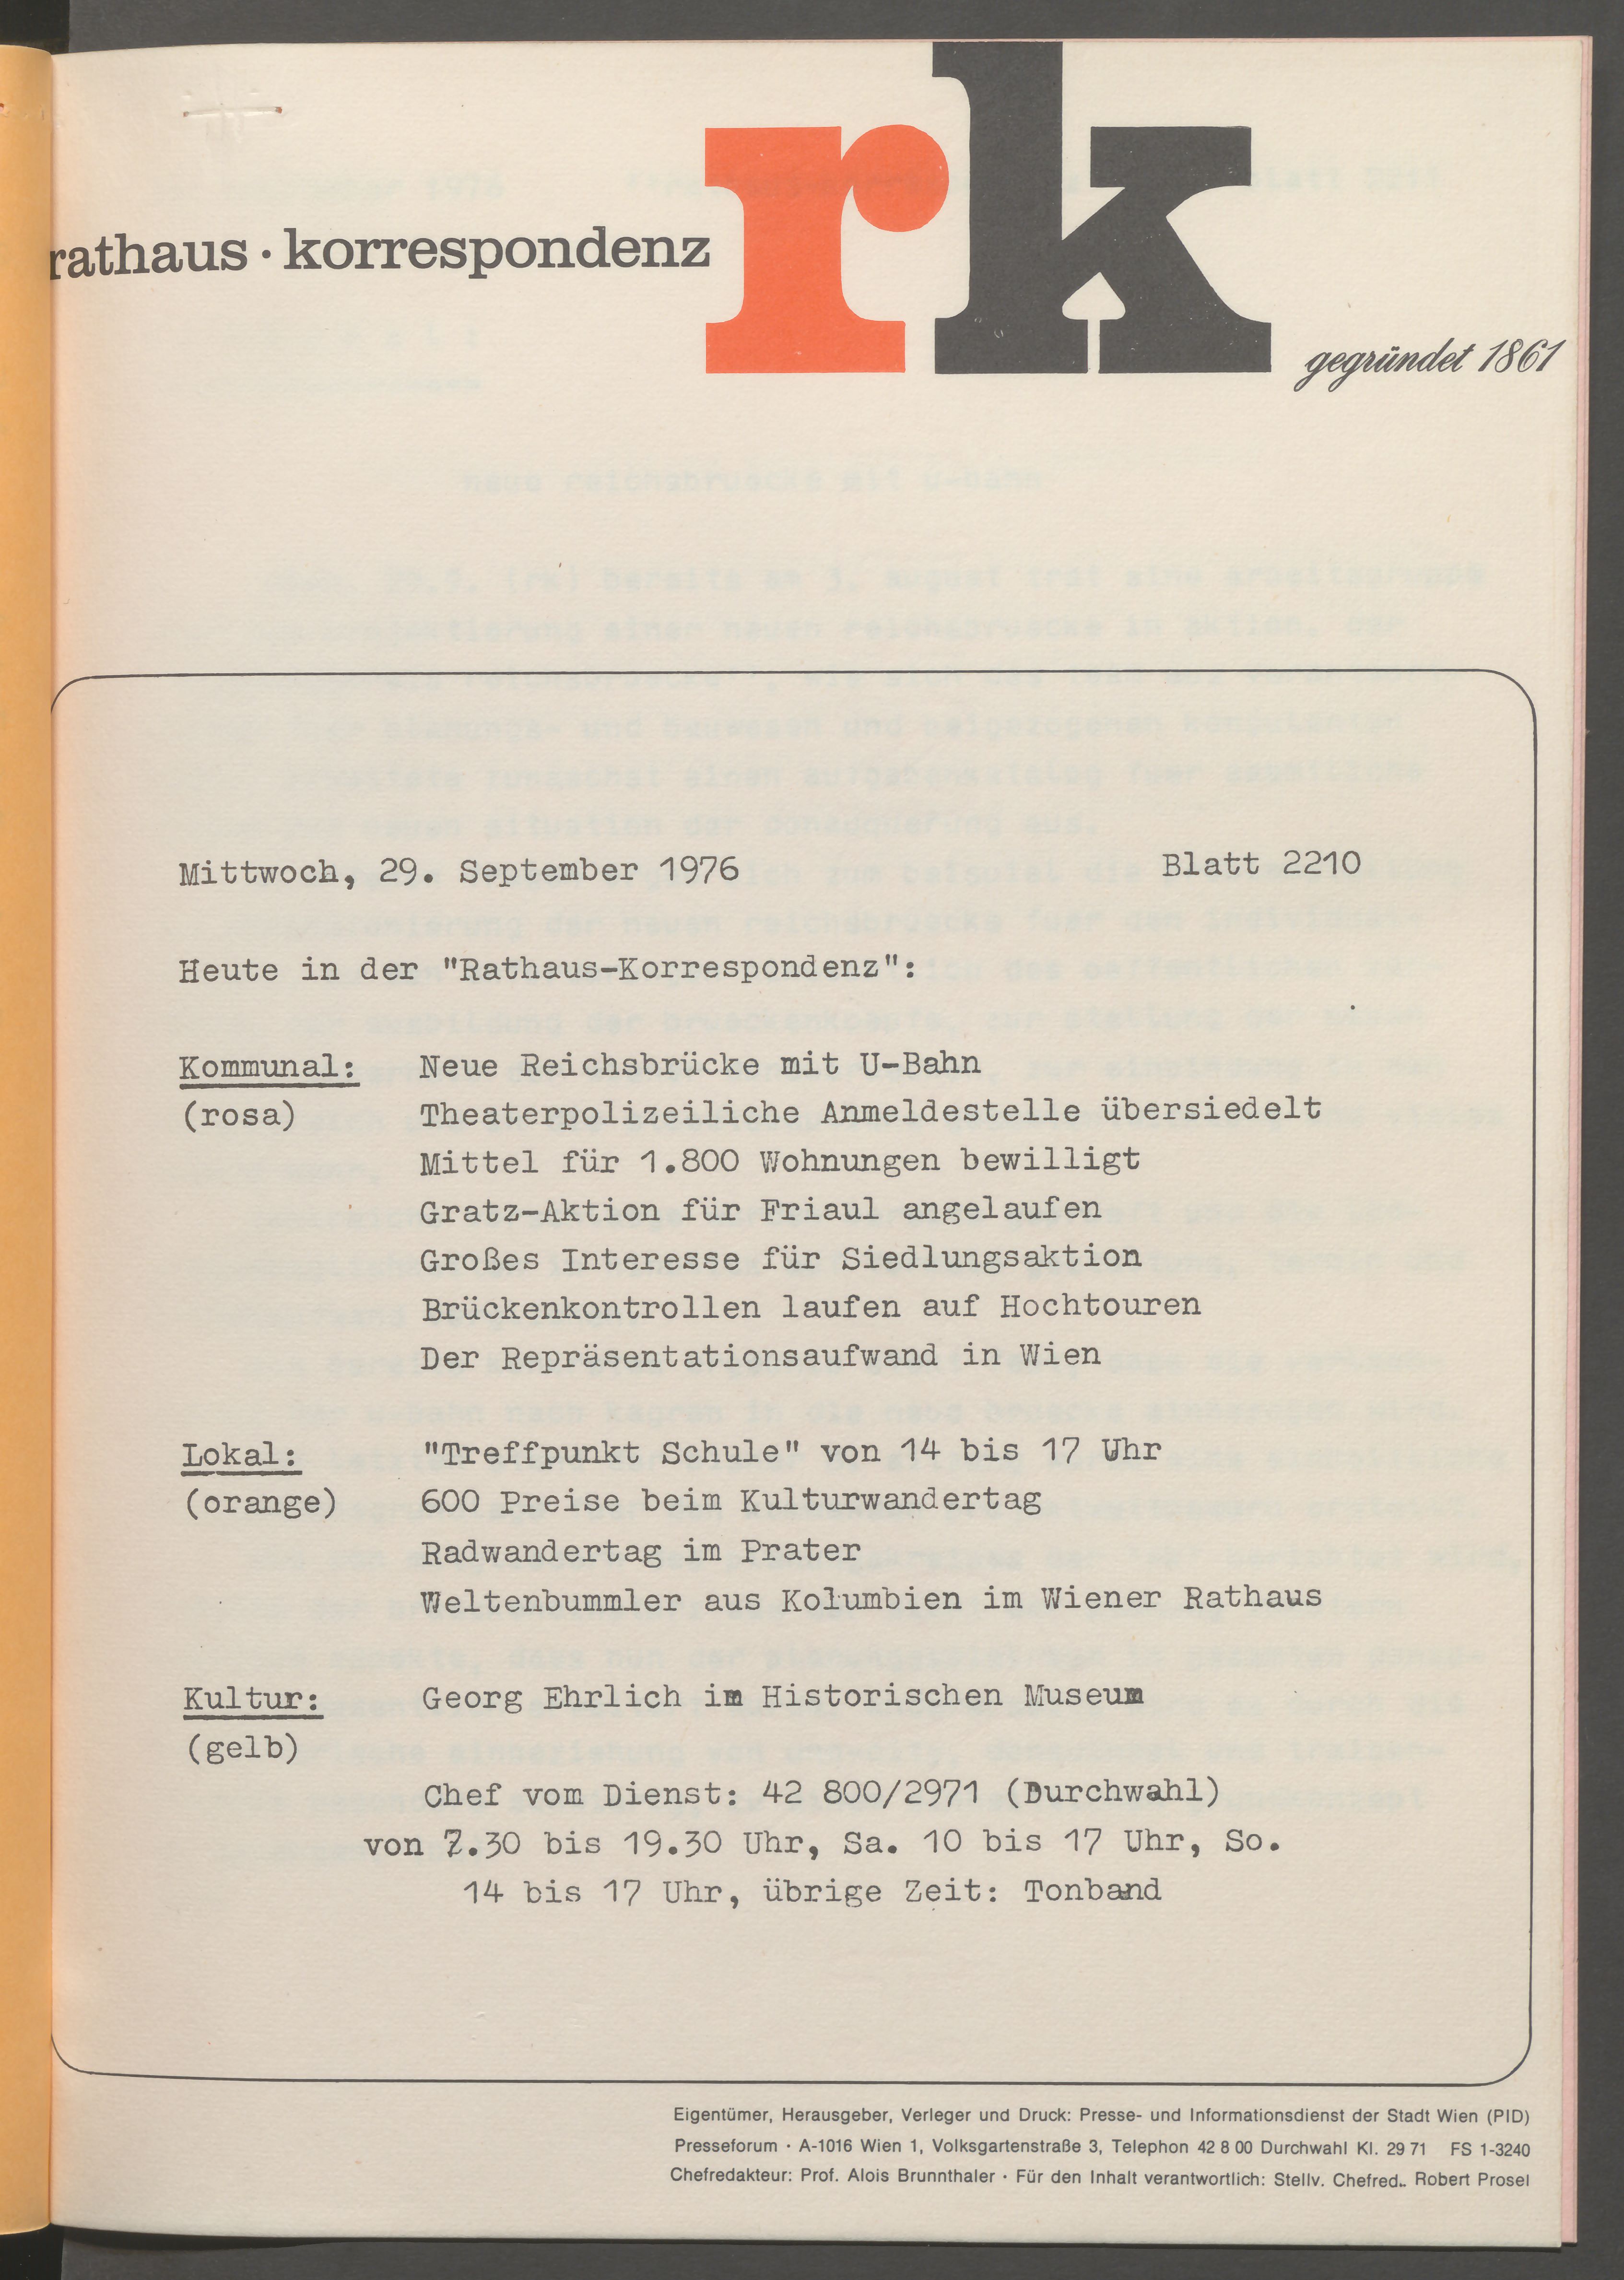 rk
rathaus · korrespondenz
gegründet 1861
Mittwoch, 29. September 1976 Blatt 2210
Heute in der "Rathaus-Korrespondenz":
Kommunal: Neue Reichsbrücke mit U-Bahn
(rosa) Theaterpolizeiliche Anmeldestelle übersiedelt
Mittel für 1.800 Wohnungen bewilligt
Gratz-Aktion für Friaul angelaufen
Großes Interesse für Siedlungsaktion
Brückenkontrollen laufen auf Hochtouren
Der Repräsentationsaufwand in Wien
Lokal: "Treffpunkt Schule" von 14 bis 17 Uhr
(orange) 600 Preise beim Kulturwandertag
Radwandertag im Prater
Weltenbummler aus Kolumbien im Wiener Rathaus
Kultur: Georg Ehrlich im Historischen Museum
(gelb)
Chef vom Dienst: 42 800/2971 (Durchwahl)
von 7.30 bis 19.30 Uhr, Sa. 10 bis 17 Uhr, So.
14 bis 17 Uhr, übrige Zeit: Tonband
Eigentümer, Herausgeber, Verleger und Druck: Presse- und Informationsdienst der Stadt Wien (PID)
Presseforum · A-1016 Wien 1, Volksgartenstraße 3, Telephon 42 8 00 Durchwahl Kl. 29 71 FS 1-3240
Chefredakteur: Prof. Alois Brunnthaler · Für den Inhalt verantwortlich: Stellv. Chefred.. Robert Prosel